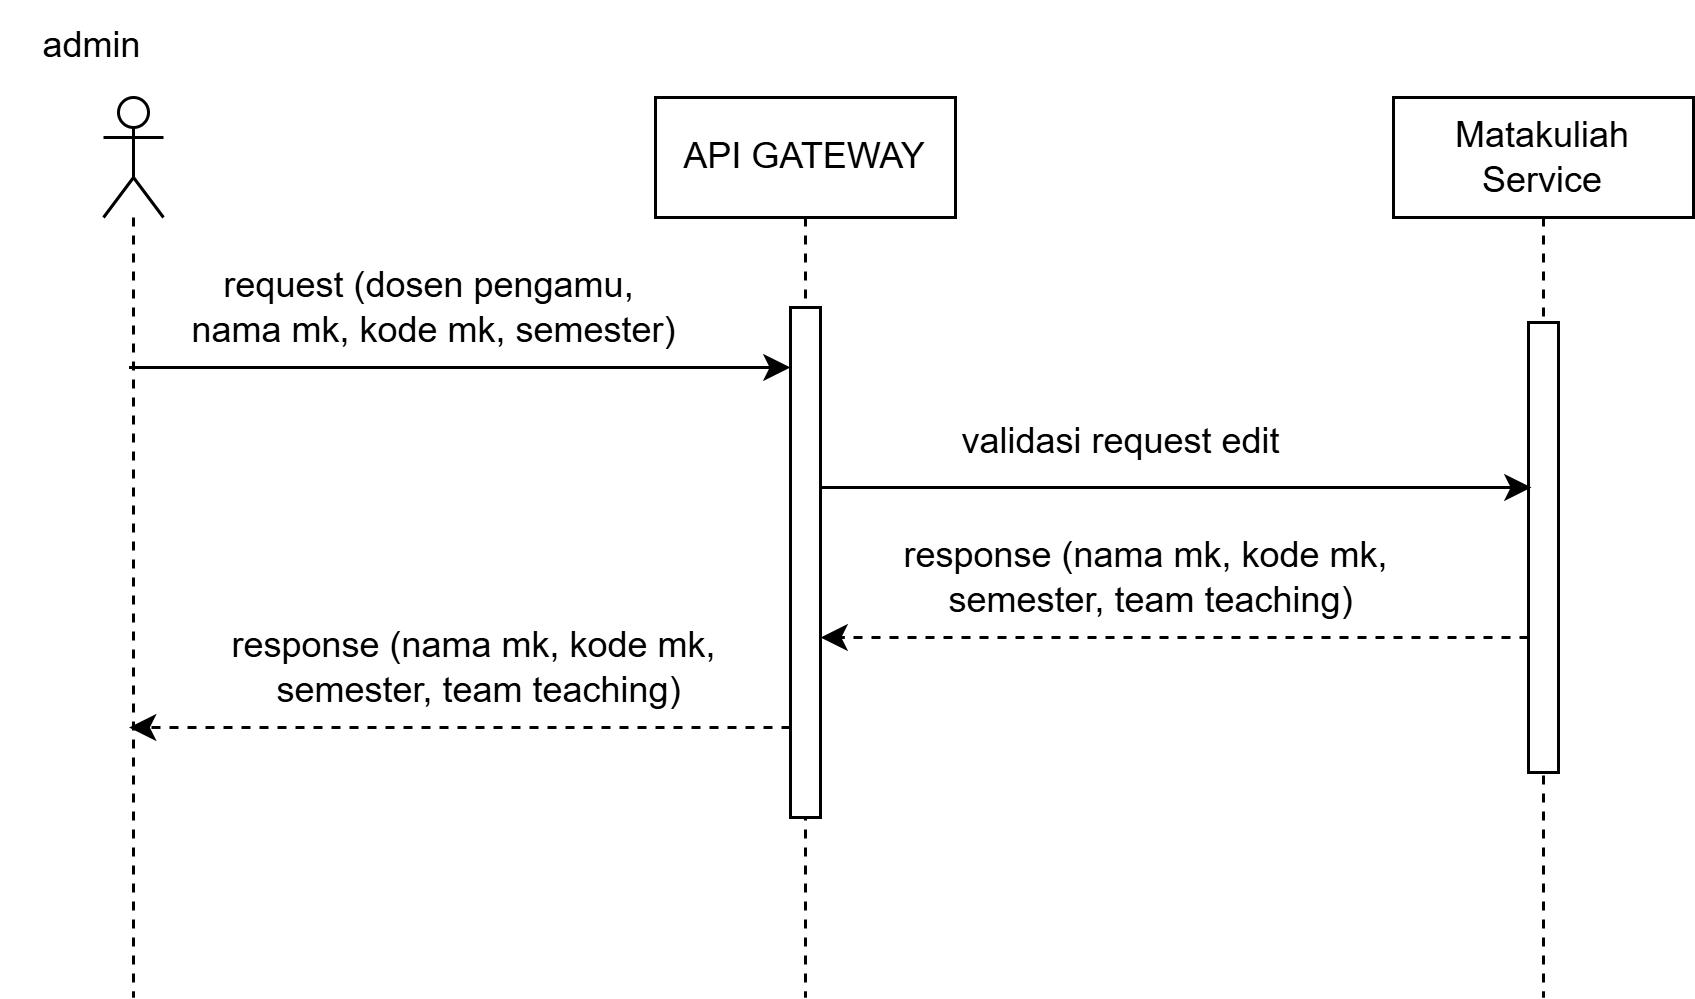 admin
API GATEWAY
Matakuliah
Service
request (dosen pengamu,
nama mk, kode mk, semester)
validasi request edit
response (nama mk, kode mk,
semester, team teaching)
response (nama mk, kode mk,
semester, team teaching)